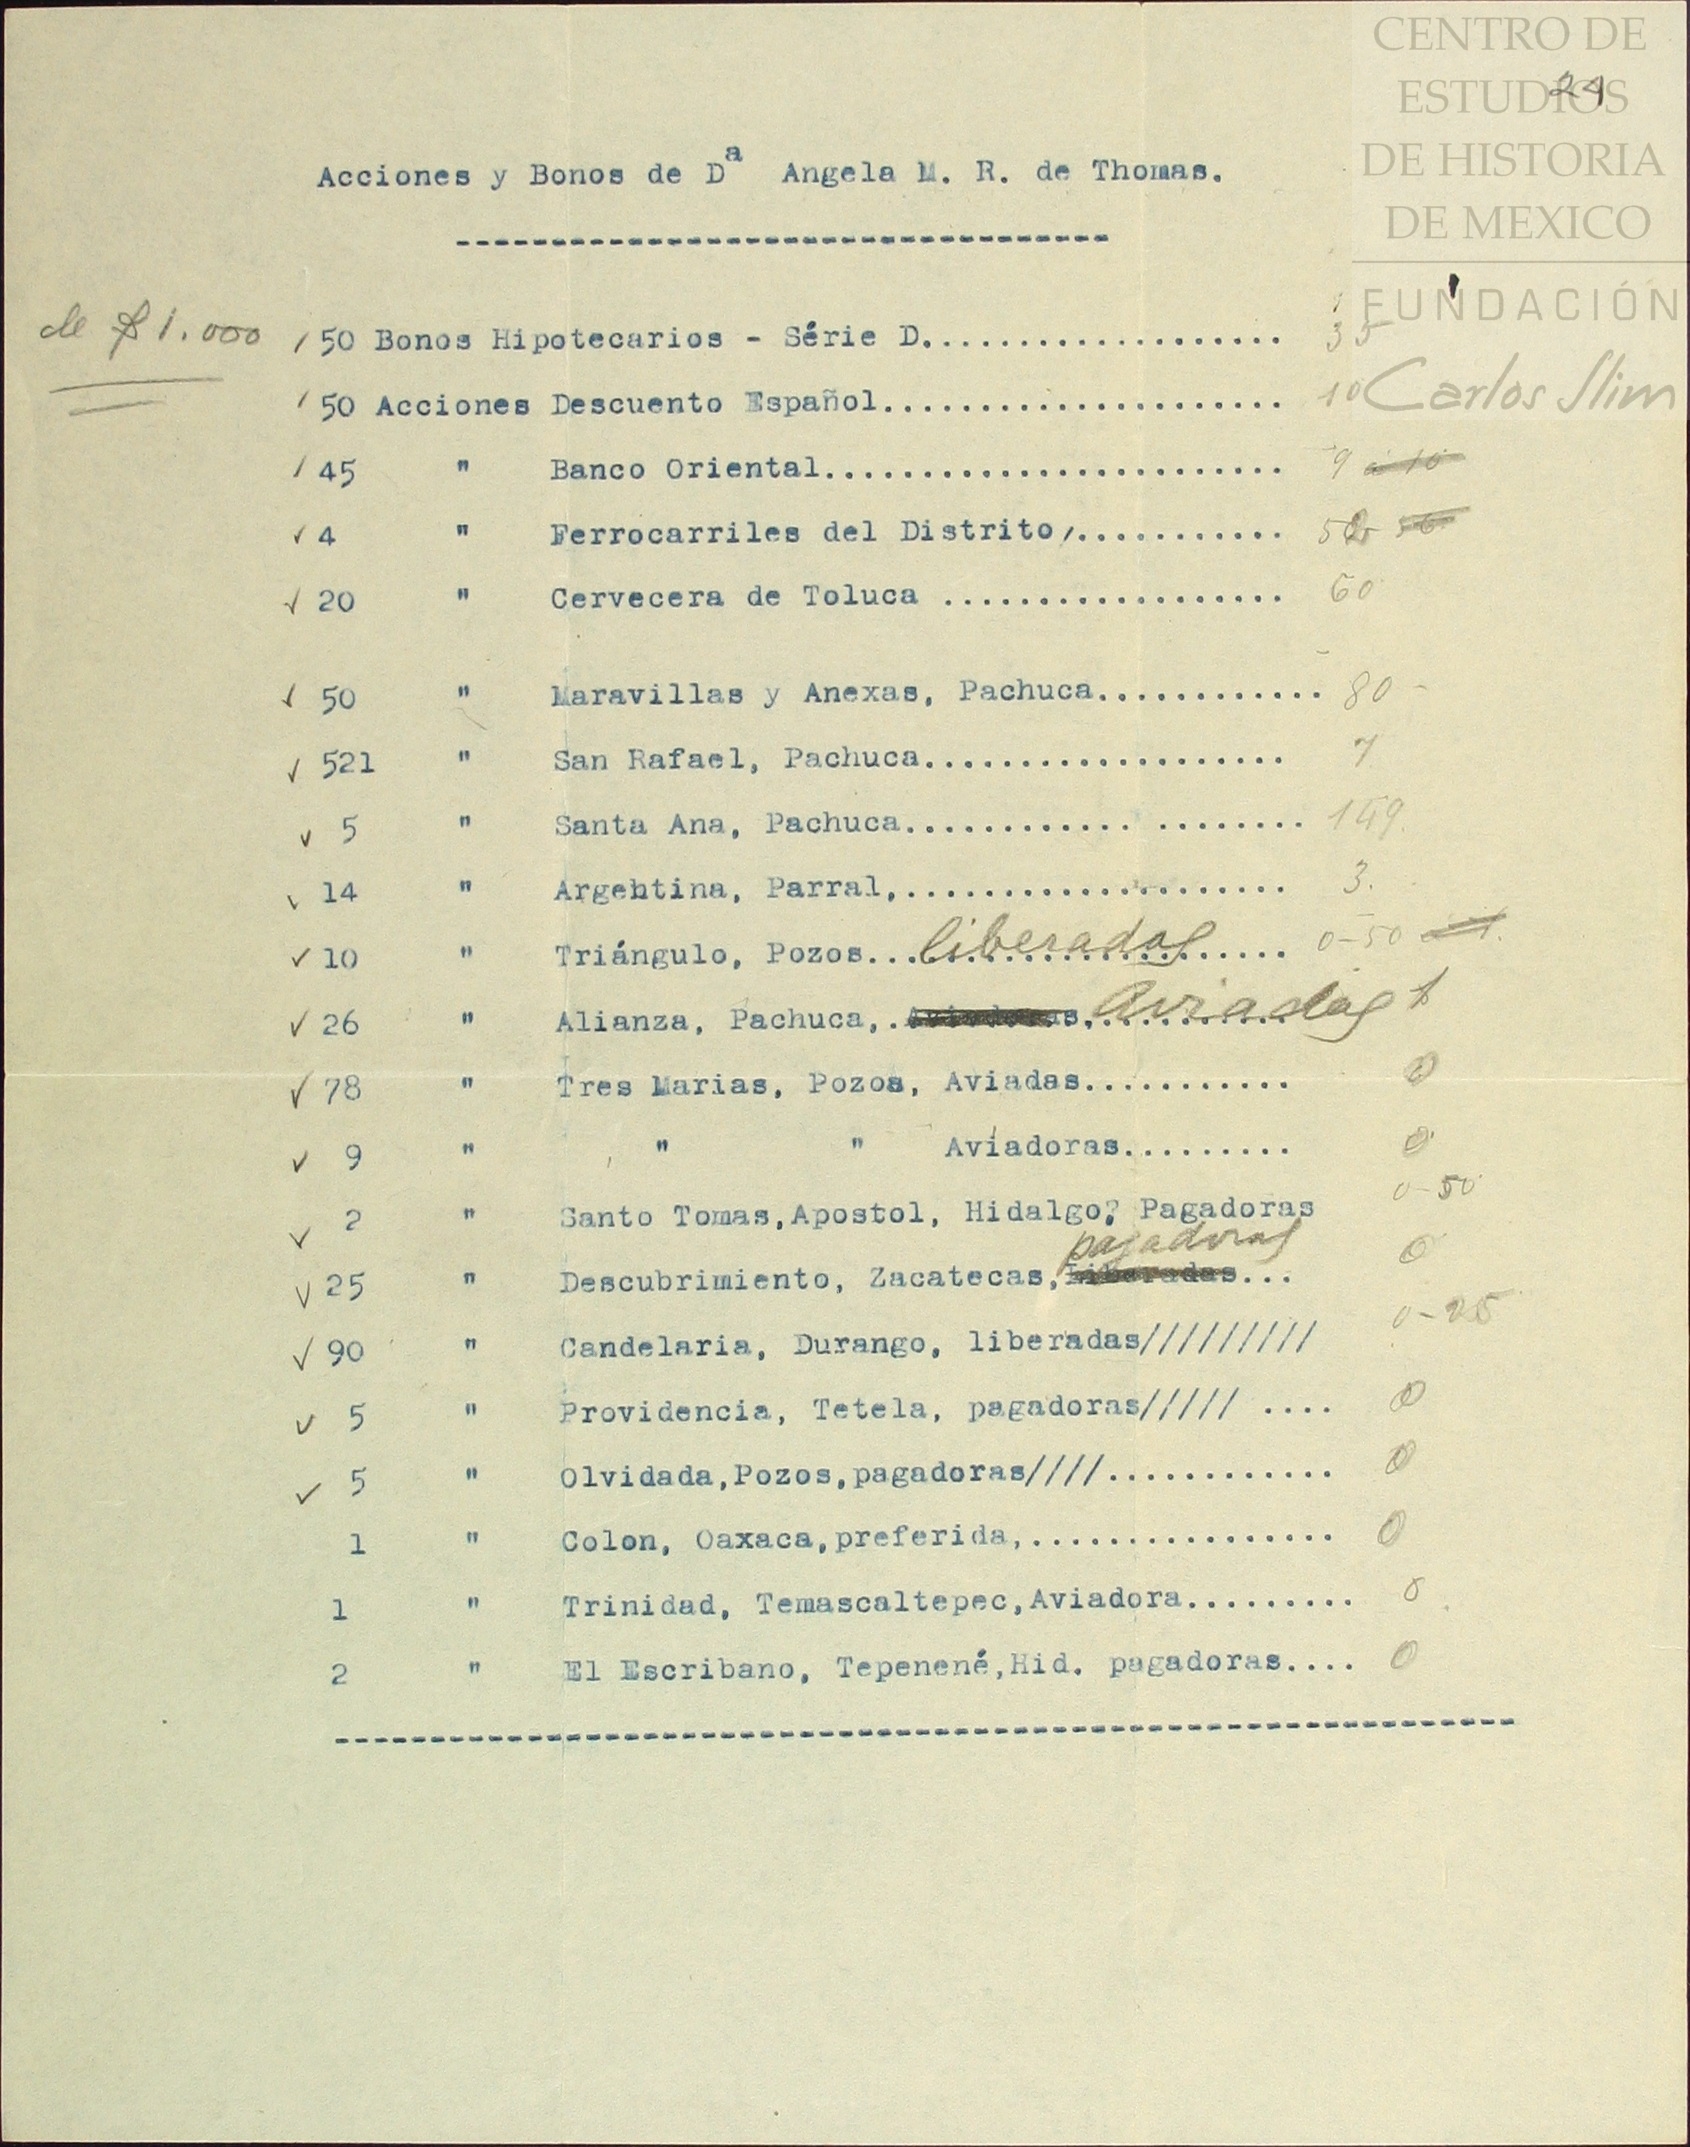 CENTRO DE
ESTUDIOS
DE HISTORIA
DE MEXICO
FUNDACIÓN
Carlos Slim
24
Acciones y Bonos de Dª Angela M. R. de Thomas.
-----------------------------------
de $1.000 / 50 Bonos Hipotecarios - Série D................... 35
/ 50 Acciones Descuento Español...................... 10
/ 45 " Banco Oriental......................... 9 a 10
✓ 4 " Ferrocarriles del Distrito,...........
✓ 20 " Cervecera de Toluca .................. 60
✓ 50 " Maravillas y Anexas, Pachuca............ 80
✓ 521 " San Rafael, Pachuca................... 7
✓ 5 " Santa Ana, Pachuca............ ........
✓ 14 " Argehtina, Parral,..................... 3.
✓ 10 " Triángulo, Pozos... liberadas ..... 0-50
✓ 26 " Alianza, Pachuca,. Aviadoras, Aviadas 1
✓ 78 " Tres Marias, Pozos, Aviadas........... 0
✓ 9 " " " Aviadoras......... 0
✓ 2 " Santo Tomas,Apostol, Hidalgo? Pagadoras 0-50
pagadoras
✓ 25 " Descubrimiento, Zacatecas,Liberadas... 0
✓ 90 " Candelaria, Durango, liberadas///////// 0-25
✓ 5 " Providencia, Tetela, pagadoras///// .... 0
✓ 5 " Olvidada,Pozos,pagadoras////............ 0
1 " Colon, Oaxaca,preferida,................ 0
1 " Trinidad, Temascaltepec,Aviadora......... 0
2 " El Escribano, Tepenené,Hid. pagadoras.... 0
--------------------------------------------------------------